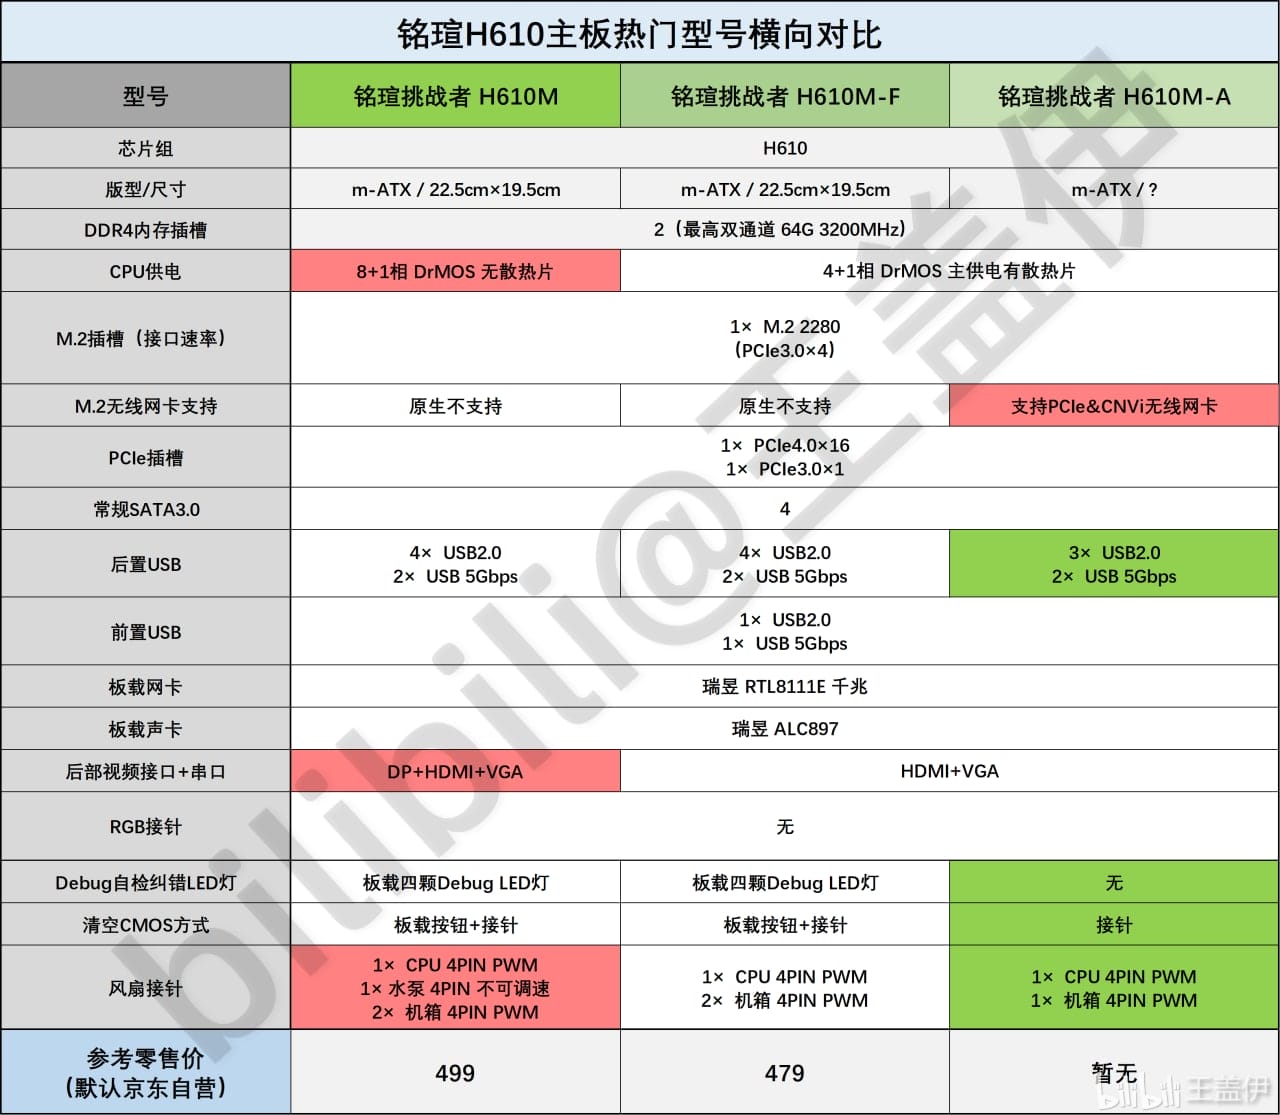 铭瑄H610主板热门型号横向对比
型号 铭瑄挑战者 H610M 铭瑄挑战者 H610M-F 铭瑄挑战者 H610M-A
芯片组 H610
版型/尺寸 m-ATX / 22.5cm×19.5cm m-ATX / 22.5cm×19.5cm m-ATX / ?
DDR4内存插槽 2（最高双通道 64G 3200MHz）
CPU供电 8+1相 DrMOS 无散热片 4+1相 DrMOS 主供电有散热片
M.2插槽（接口速率） 1× M.2 2280
（PCIe3.0×4）
M.2无线网卡支持 原生不支持 原生不支持 支持PCIe&CNVi无线网卡
PCIe插槽 1× PCIe4.0×16
1× PCIe3.0×1
常规SATA3.0 4
后置USB 4× USB2.0 4× USB2.0 3× USB2.0
2× USB 5Gbps 2× USB 5Gbps 2× USB 5Gbps
前置USB 1× USB2.0
1× USB 5Gbps
板载网卡 瑞昱 RTL8111E 千兆
板载声卡 瑞昱 ALC897
后部视频接口+串口 DP+HDMI+VGA HDMI+VGA
RGB接针 无
Debug自检纠错LED灯 板载四颗Debug LED灯 板载四颗Debug LED灯 无
清空CMOS方式 板载按钮+接针 板载按钮+接针 接针
风扇接针 1× CPU 4PIN PWM 1× CPU 4PIN PWM 1× CPU 4PIN PWM
1× 水泵 4PIN 不可调速 2× 机箱 4PIN PWM 1× 机箱 4PIN PWM
2× 机箱 4PIN PWM
参考零售价
（默认京东自营） 499 479 暂无
bilibili@王盖伊
bilibili 王盖伊